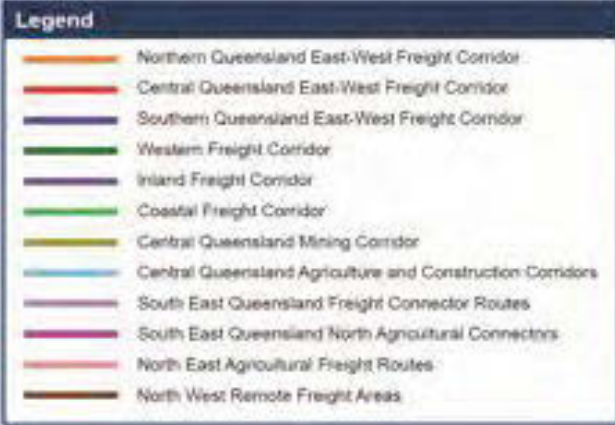 Legend
Northern Queensland East-West Freight Corridor
Central Queensland East-West Freight Corridor
Southern Queensland East-West Freight Corridor
Western Freight Corridor
Inland Freight Corridor
Coastal Freight Corridor
Central Queensland Mining Corridor
Central Queensland Agriculture and Construction Corridors
South East Queensland Freight Connector Routes
South East Queensland North Agricultural Connectors
North East Agricultural Freight Routes
North West Remote Freight Areas